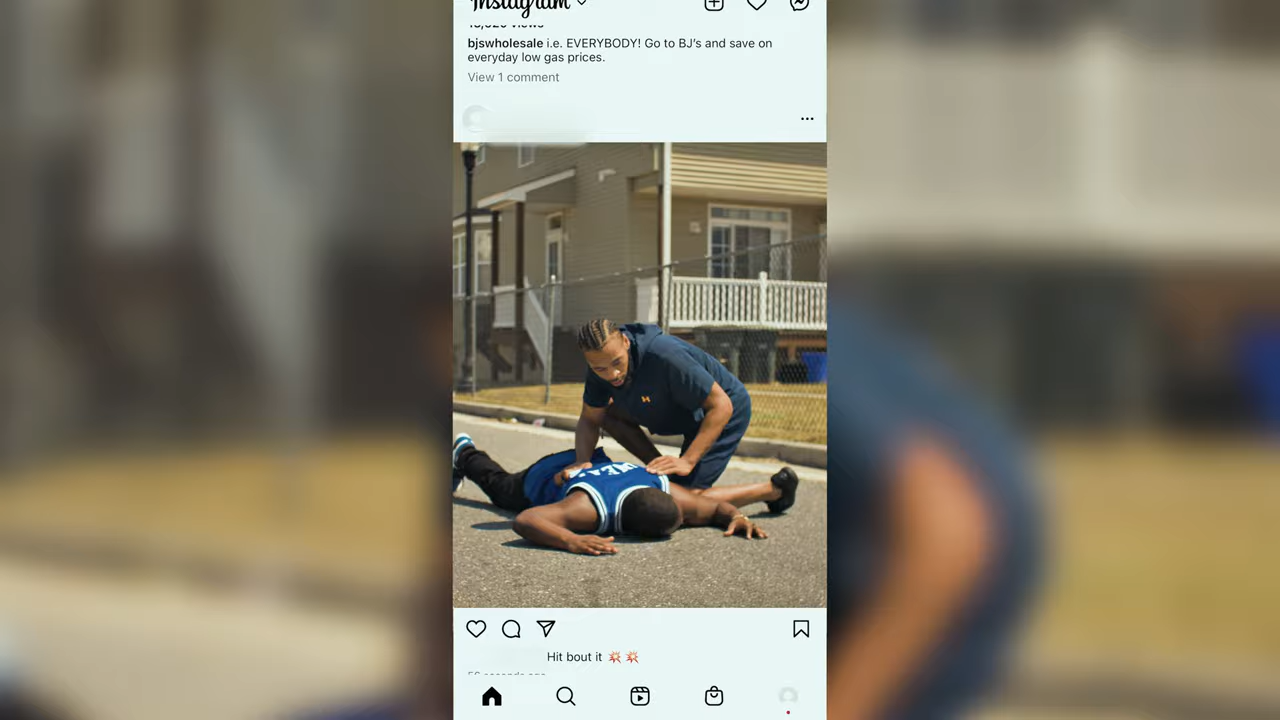 Instagram
views
bjswholesale i.e. EVERYBODY! Go to BJ's and save on
everyday low gas prices.
View 1 comment
Hit bout it 💥 💥